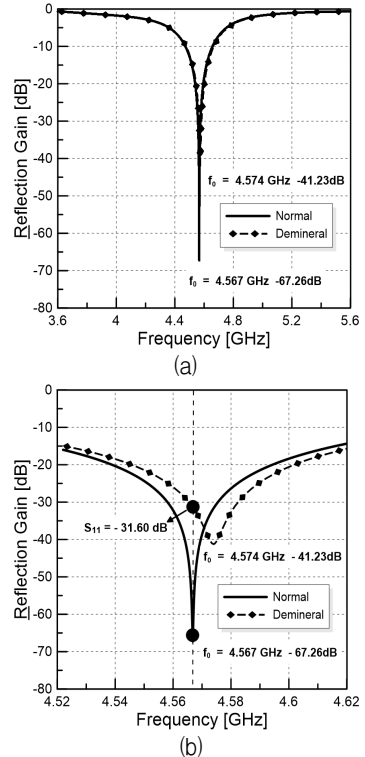 0
-10
-20
-30
-40
-50
-60
-70
-80
Reflection Gain [dB]
f₀ = 4.574 GHz -41.23dB
Normal
Demineral
f₀ = 4.567 GHz -67.26dB
3.6 4 4.4 4.8 5.2 5.6
Frequency [GHz]
(a)
0
-10
-20
-30
-40
-50
-60
-70
-80
Reflection Gain [dB]
S₁₁ = - 31.60 dB
f₀ = 4.574 GHz - 41.23dB
Normal
Demineral
f₀ = 4.567 GHz - 67.26dB
4.52 4.54 4.56 4.58 4.6 4.62
Frequency [GHz]
(b)